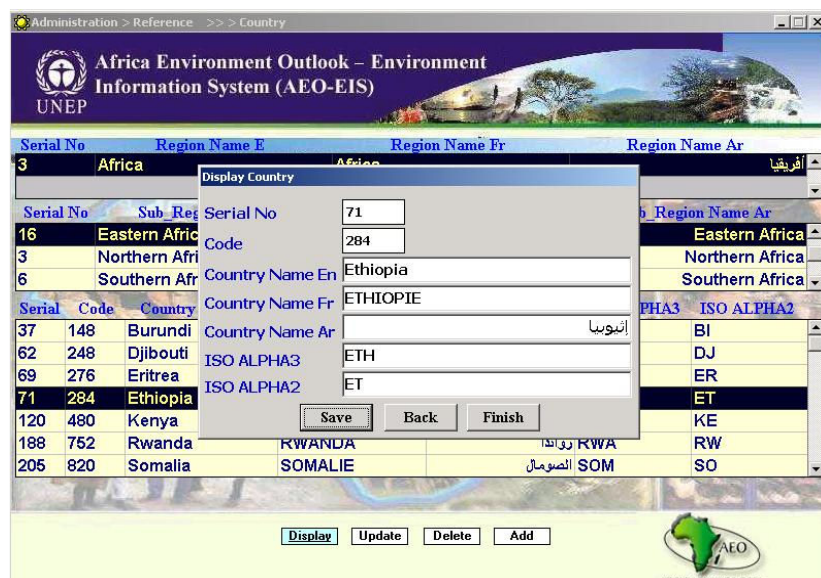 Administration > Reference >> > Country
Africa Environment Outlook – Environment
Information System (AEO-EIS)
UNEP
Serial No Region Name E Region Name Fr Region Name Ar
3 Africa Afrique أفريقيا
Display Country
Serial No 71
Code 284
Country Name En Ethiopia
Country Name Fr ETHIOPIE
Country Name Ar إثيوبيا
ISO ALPHA3 ETH
ISO ALPHA2 ET
Save Back Finish
Serial No Sub_Reg b_Region Name Ar
16 Eastern Afric Eastern Africa
3 Northern Afri Northern Africa
6 Southern Afr Southern Africa
Serial Code Country PHA3 ISO ALPHA2
37 148 Burundi BI
62 248 Djibouti DJ
69 276 Eritrea ER
71 284 Ethiopia ET
120 480 Kenya KE
188 752 Rwanda RWANDA رواندا RWA RW
205 820 Somalia SOMALIE الصومال SOM SO
Display Update Delete Add
AEO